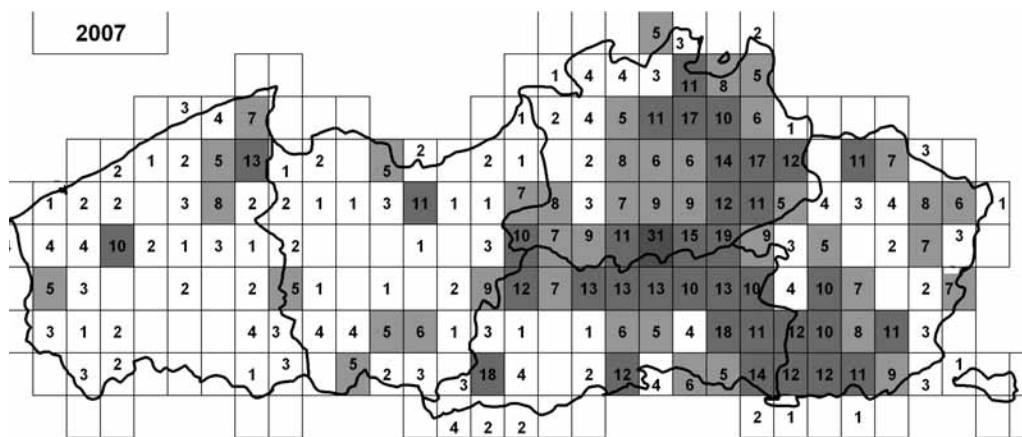 2007
5 3 2
1 4 4 3 11 8 5
3 4 7 1 2 4 5 11 17 10 6 1
2 1 2 5 13 1 2 5 2 2 1 2 8 6 6 14 17 12 11 7 3
1 2 2 3 8 2 2 1 1 3 11 1 1 7 8 3 7 9 9 12 11 5 4 3 4 8 6 1
4 4 10 2 1 3 1 2 1 3 10 7 9 11 31 15 19 9 3 5 2 7 3
5 3 2 2 5 1 1 2 9 12 7 13 13 13 10 13 10 4 10 7 2 7
3 1 2 4 3 4 4 5 6 1 3 1 1 6 5 4 18 11 12 10 8 11 3
3 2 1 3 5 2 3 3 18 4 2 12 4 6 5 14 12 12 11 9 3 1
4 2 2 2 1 1